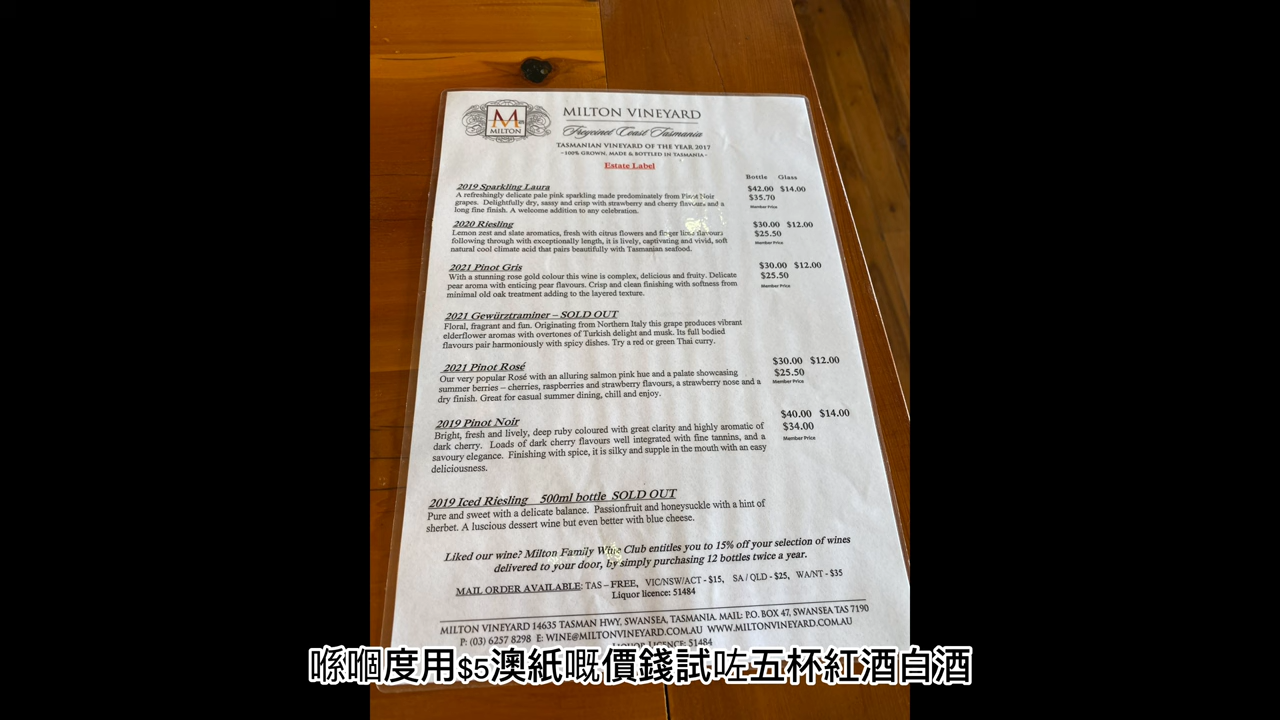 M
MILTON
MILTON VINEYARD
Freycinet Coast Tasmania
TASMANIAN VINEYARD OF THE YEAR 2017
- 100% GROWN, MADE & BOTTLED IN TASMANIA -
Estate Label
Bottle Glass
2019 Sparkling Laura
$42.00 $14.00
A refreshingly delicate pale pink sparkling made predominately from Pinot Noir
$35.70
grapes. Delightfully dry, sassy and crisp with strawberry and cherry flavours and a
Member Price
long fine finish. A welcome addition to any celebration.
2020 Riesling
$30.00 $12.00
Lemon zest and slate aromatics, fresh with citrus flowers and finger lime flavours
$25.50
following through with exceptionally length, it is lively, captivating and vivid, soft
Member Price
natural cool climate acid that pairs beautifully with Tasmanian seafood.
2021 Pinot Gris
$30.00 $12.00
With a stunning rose gold colour this wine is complex, delicious and fruity. Delicate
$25.50
pear aroma with enticing pear flavours. Crisp and clean finishing with softness from
Member Price
minimal old oak treatment adding to the layered texture.
2021 Gewürztraminer – SOLD OUT
Floral, fragrant and fun. Originating from Northern Italy this grape produces vibrant
elderflower aromas with overtones of Turkish delight and musk. Its full bodied
flavours pair harmoniously with spicy dishes. Try a red or green Thai curry.
2021 Pinot Rosé
$30.00 $12.00
Our very popular Rosé with an alluring salmon pink hue and a palate showcasing
$25.50
summer berries – cherries, raspberries and strawberry flavours, a strawberry nose and a
Member Price
dry finish. Great for casual summer dining, chill and enjoy.
2019 Pinot Noir
$40.00 $14.00
Bright, fresh and lively, deep ruby coloured with great clarity and highly aromatic of
$34.00
dark cherry. Loads of dark cherry flavours well integrated with fine tannins, and a
Member Price
savoury elegance. Finishing with spice, it is silky and supple in the mouth with an easy
deliciousness.
2019 Iced Riesling 500ml bottle SOLD OUT
Pure and sweet with a delicate balance. Passionfruit and honeysuckle with a hint of
sherbet. A luscious dessert wine but even better with blue cheese.
Liked our wine? Milton Family Wine Club entitles you to 15% off your selection of wines
delivered to your door, by simply purchasing 12 bottles twice a year.
MAIL ORDER AVAILABLE: TAS – FREE, VIC/NSW/ACT - $15, SA / QLD - $25, WA/NT - $35
Liquor licence: 51484
MILTON VINEYARD 14635 TASMAN HWY, SWANSEA, TASMANIA. MAIL: P.O. BOX 47, SWANSEA TAS 7190
P: (03) 6257 8298 E: WINE@MILTONVINEYARD.COM.AU WWW.MILTONVINEYARD.COM.AU
LIQUOR LICENCE: 51484
喺嗰度用$5澳紙嘅價錢試咗五杯紅酒白酒